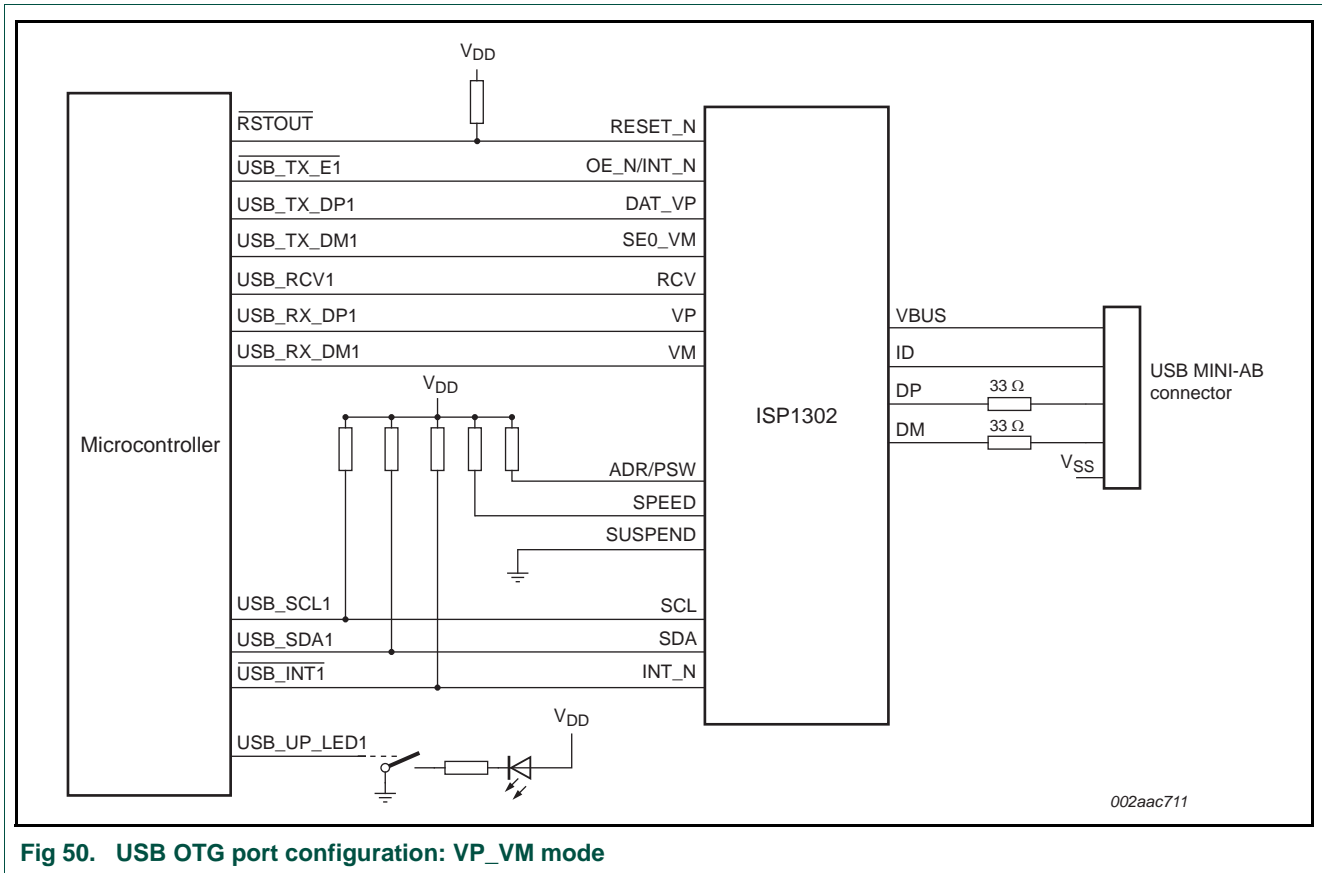 VDD
RSTOUT RESET_N
USB_TX_E1 OE_N/INT_N
USB_TX_DP1 DAT_VP
USB_TX_DM1 SE0_VM
USB_RCV1 RCV
USB_RX_DP1 VP
USB_RX_DM1 VM
VBUS
ID
DP 33 Ω
DM 33 Ω
VSS
USB MINI-AB
connector
VDD
Microcontroller
ISP1302
ADR/PSW
SPEED
SUSPEND
USB_SCL1 SCL
USB_SDA1 SDA
USB_INT1 INT_N
VDD
USB_UP_LED1
002aac711
Fig 50. USB OTG port configuration: VP_VM mode